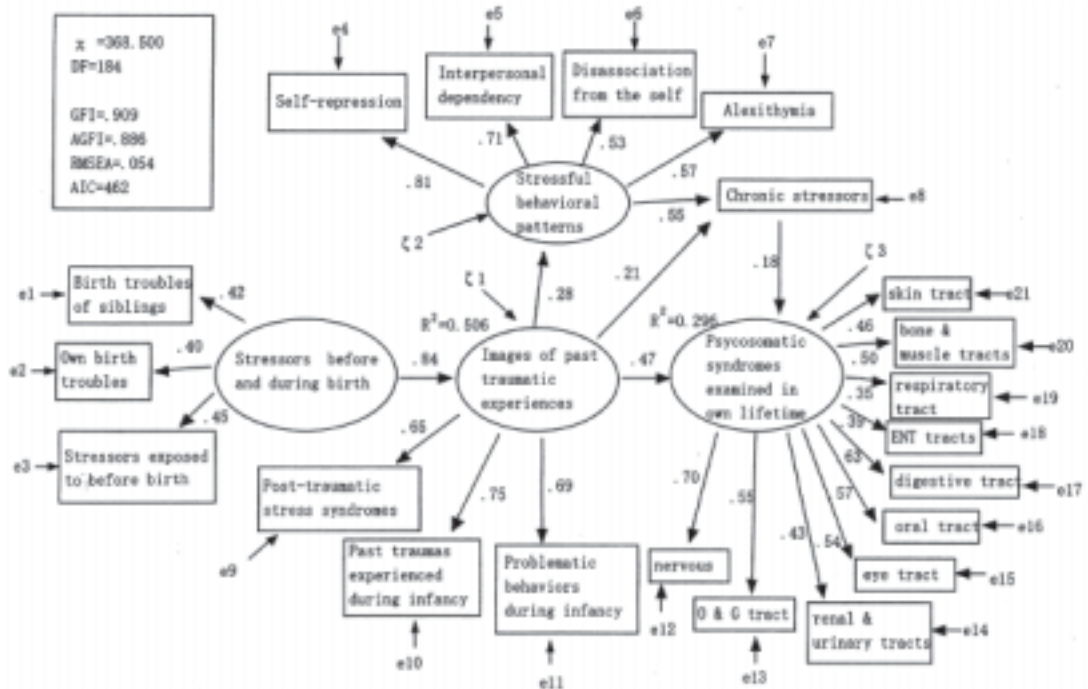 χ =368.500
DF=184
GFI=.909
AGFI=.886
RMSEA=.054
AIC=462
e4
e5
e6
e7
Self-repression
Interpersonal
dependency
Disassociation
from the self
Alexithymia
.81
.71
.53
.57
Stressful
behavioral
patterns
ζ2
.55
Chronic stressors
e8
.28
.21
.18
ζ1
ζ3
e1
Birth troubles
of siblings
.42
e2
Own birth
troubles
.40
e3
Stressors exposed
to before birth
.45
Stressors before
and during birth
.84
R²=0.506
Images of past
traumatic
experiences
.47
R²=0.296
Psycosomatic
syndromes
examined in
own lifetime
.65
Post-traumatic
stress syndromes
e9
.75
Past traumas
experienced
during infancy
e10
.69
Problematic
behaviors
during infancy
e11
.70
nervous
e12
.55
O & G tract
e13
.43
renal &
urinary tracts
e14
.54
eye tract
e15
.57
oral tract
e16
.63
digestive tract
e17
.39
ENT tracts
e18
.35
respiratory
tract
e19
.50
bone &
muscle tracts
e20
.46
skin tract
e21